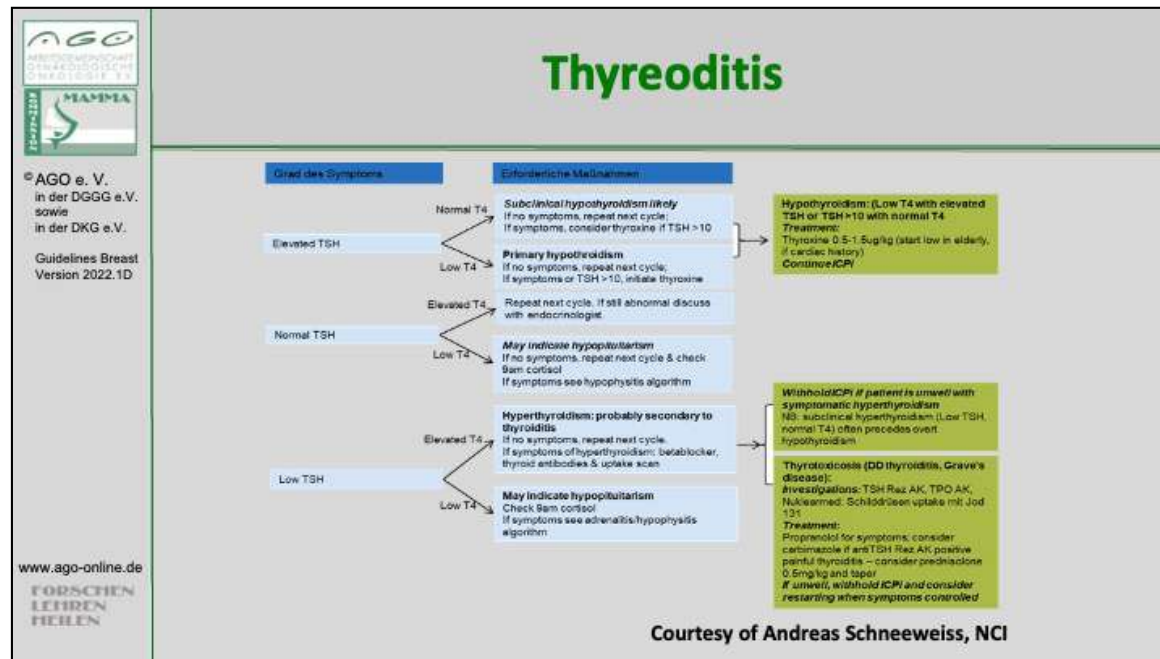 AGO
ARBEITSGEMEINSCHAFT
GYNÄKOLOGISCHE
ONKOLOGIE E.V.
KOMMISSION
MAMMA
© AGO e. V.
in der DGGG e.V.
sowie
in der DKG e.V.
Guidelines Breast
Version 2022.1D
www.ago-online.de
FORSCHEN
LEHREN
HEILEN
Thyreoditis
Grad des Symptoms
Erforderliche Maßnahmen
Elevated TSH
Normal T4
Subclinical hypothyroidism likely
If no symptoms, repeat next cycle;
If symptoms, consider thyroxine if TSH >10
Low T4
Primary hypothroidism
If no symptoms, repeat next cycle;
If symptoms or TSH >10, initiate thyroxine
Hypothyroidism: (Low T4 with elevated
TSH or TSH >10 with normal T4
Treatment:
Thyroxine 0.5-1.5ug/kg (start low in elderly,
if cardiac history)
Continue ICPi
Normal TSH
Elevated T4
Repeat next cycle. If still abnormal discuss
with endocrinologist.
Low T4
May indicate hypopituitarism
If no symptoms, repeat next cycle & check
9am cortisol
If symptoms see hypophysitis algorithm
Low TSH
Elevated T4
Hyperthyroidism: probably secondary to
thyroiditis
If no symptoms, repeat next cycle.
If symptoms of hyperthyroidism: betablocker,
thyroid antibodies & uptake scan
Low T4
May indicate hypopituitarism
Check 9am cortisol
If symptoms see adrenalitis/hypophysitis
algorithm
Withhold ICPi if patient is unwell with
symptomatic hyperthyroidism
NB: subclinical hyperthyroidism (Low TSH,
normal T4) often precedes overt
hypothyroidism
Thyrotoxicosis (DD thyroiditis, Grave's
disease):
Investigations: TSH Rez AK, TPO AK,
Nuklearmed: Schilddrüsen uptake mit Jod
131
Treatment:
Propranolol for symptoms; consider
carbimazole if antiTSH Rez AK positive
painful thyroiditis – consider prednisolone
0.5mg/kg and taper
If unwell, withhold ICPi and consider
restarting when symptoms controlled
Courtesy of Andreas Schneeweiss, NCI